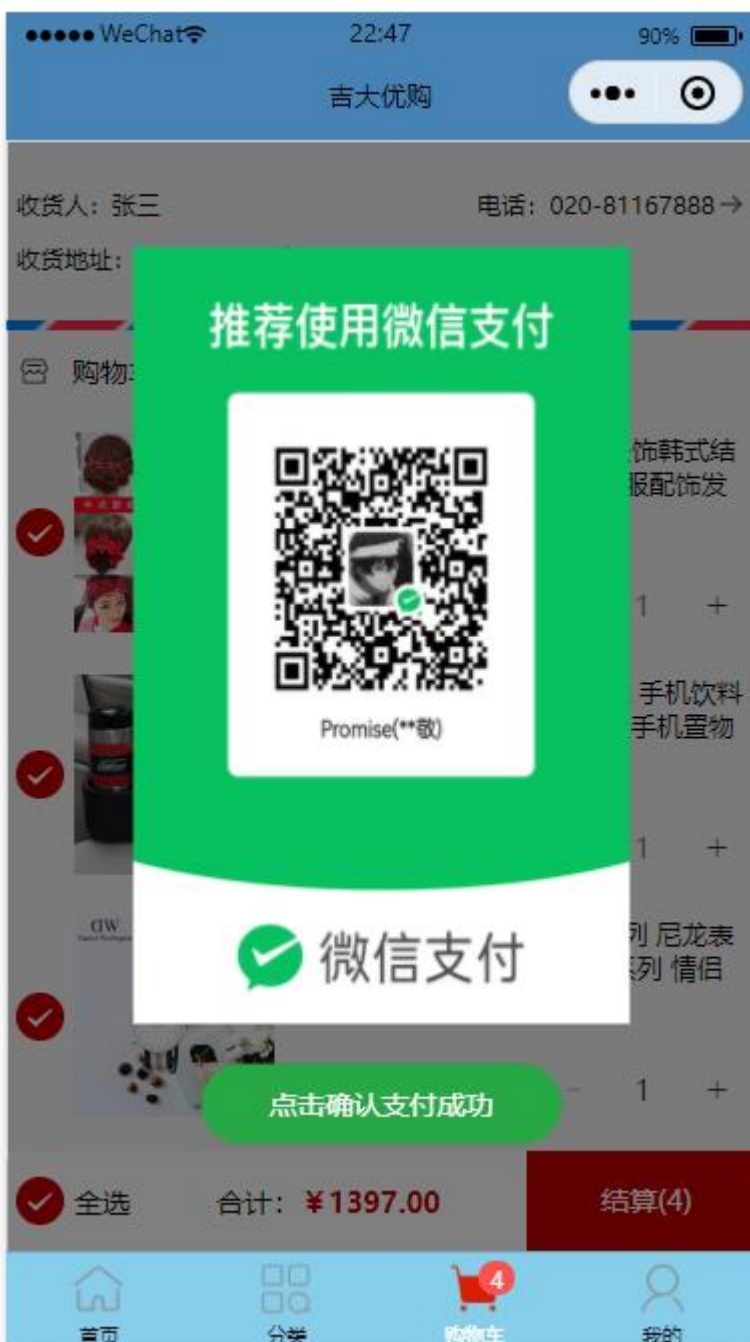 WeChat 22:47 90%
吉大优购
收货人：张三 电话：020-81167888
收货地址：
推荐使用微信支付
购物
饰韩式结
服配饰发
1 +
Promise(**敬)
手机饮料
手机置物
1 +
DW
列 尼龙表
系列 情侣
微信支付
- 1 +
点击确认支付成功
全选 合计：￥1397.00 结算(4)
4
首页 分类 购物车 我的